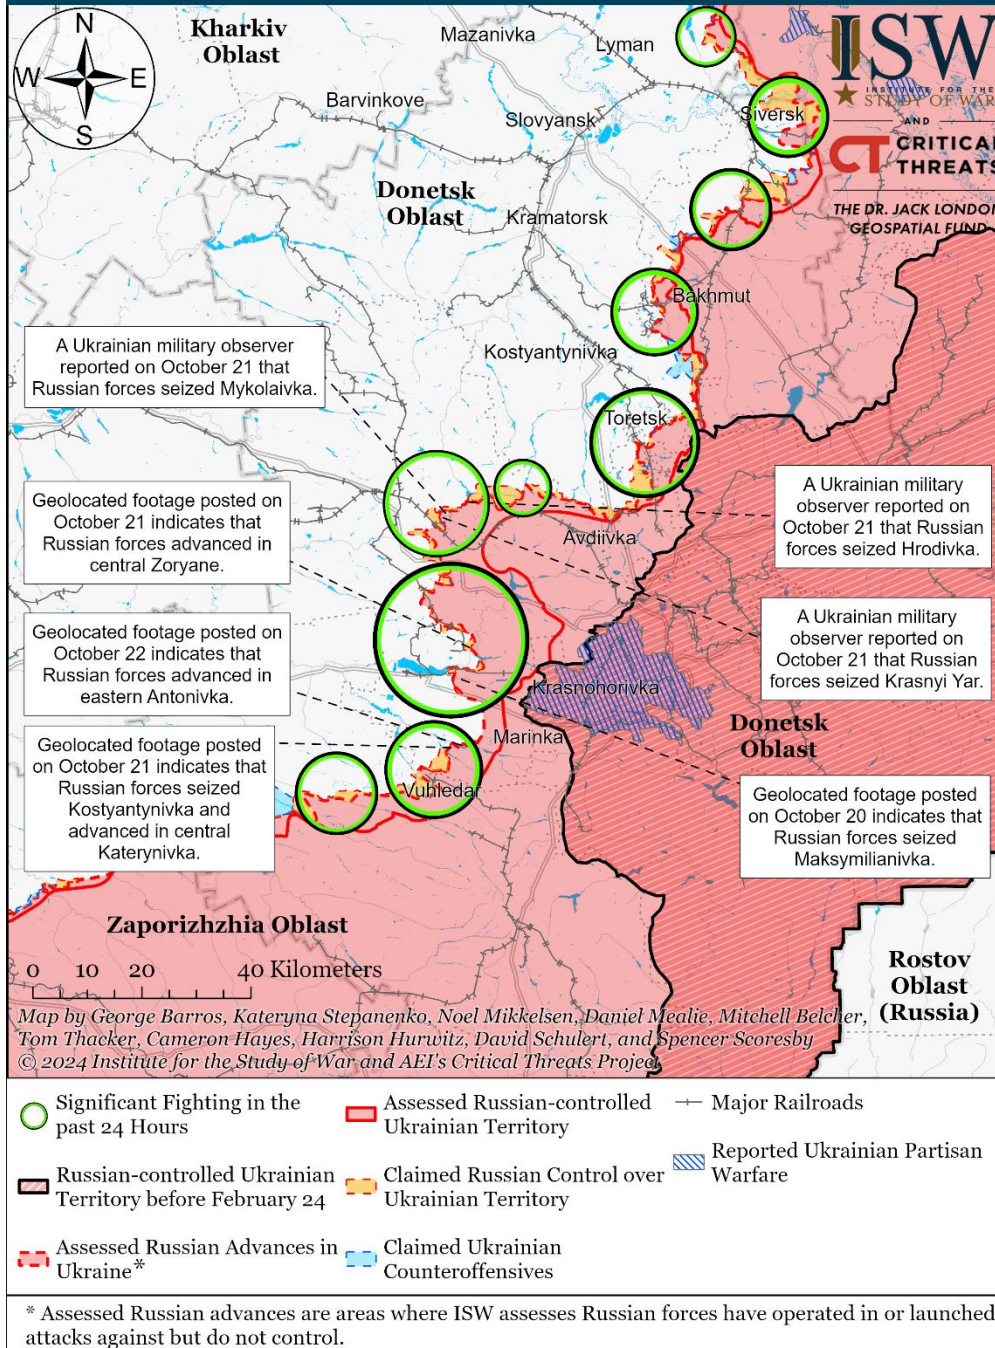 N
W
E
S
Kharkiv
Oblast
Mazanivka
Lyman
ISW
INSTITUTE FOR THE
STUDY OF WAR
AND
CRITICAL
THREATS
THE DR. JACK LONDON
GEOSPATIAL FUND
Barvinkove
Slovyansk
Siversk
Donetsk
Oblast
Kramatorsk
Bakhmut
Kostyantynivka
A Ukrainian military observer
reported on October 21 that
Russian forces seized Mykolaivka.
Toretsk
Geolocated footage posted on
October 21 indicates that
Russian forces advanced in
central Zoryane.
A Ukrainian military
observer reported on
October 21 that Russian
forces seized Hrodivka.
Avdiivka
Geolocated footage posted on
October 22 indicates that
Russian forces advanced in
eastern Antonivka.
A Ukrainian military
observer reported on
October 21 that Russian
forces seized Krasnyi Yar.
Krasnohorivka
Marinka
Donetsk
Oblast
Geolocated footage posted
on October 21 indicates that
Russian forces seized
Kostyantynivka and
advanced in central
Katerynivka.
Vuhledar
Geolocated footage posted
on October 20 indicates that
Russian forces seized
Maksymilianivka.
Zaporizhzhia Oblast
Rostov
Oblast
(Russia)
0 10 20 40 Kilometers
Map by George Barros, Kateryna Stepanenko, Noel Mikkelsen, Daniel Mealie, Mitchell Belcher,
Tom Thacker, Cameron Hayes, Harrison Hurwitz, David Schulert, and Spencer Scoresby
© 2024 Institute for the Study of War and AEI's Critical Threats Project
Significant Fighting in the
past 24 Hours
Russian-controlled Ukrainian
Territory before February 24
Assessed Russian Advances in
Ukraine*
Assessed Russian-controlled
Ukrainian Territory
Claimed Russian Control over
Ukrainian Territory
Claimed Ukrainian
Counteroffensives
Major Railroads
Reported Ukrainian Partisan
Warfare
* Assessed Russian advances are areas where ISW assesses Russian forces have operated in or launched
attacks against but do not control.